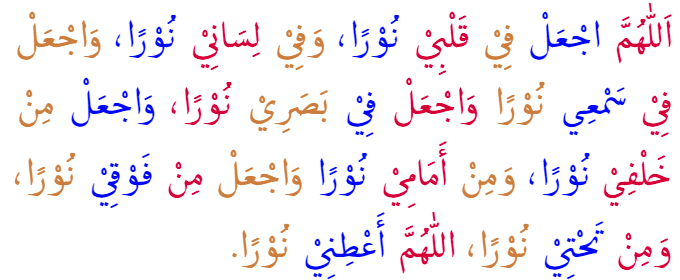 اَللّٰهُمَّ اجْعَلْ فِيْ قَلْبِيْ نُوْرًا، وَفِيْ لِسَانِيْ نُوْرًا، وَاجْعَلْ
فِيْ سَمْعِي نُوْرًا وَاجْعَلْ فِيْ بَصَرِيْ نُوْرًا، وَاجْعَلْ مِنْ
خَلْفِيْ نُوْرًا، وَمِنْ أَمَامِيْ نُوْرًا وَاجْعَلْ مِنْ فَوْقِيْ نُوْرًا،
وَمِنْ تَحْتِيْ نُوْرًا، اللّٰهُمَّ أَعْطِنِيْ نُوْرًا.